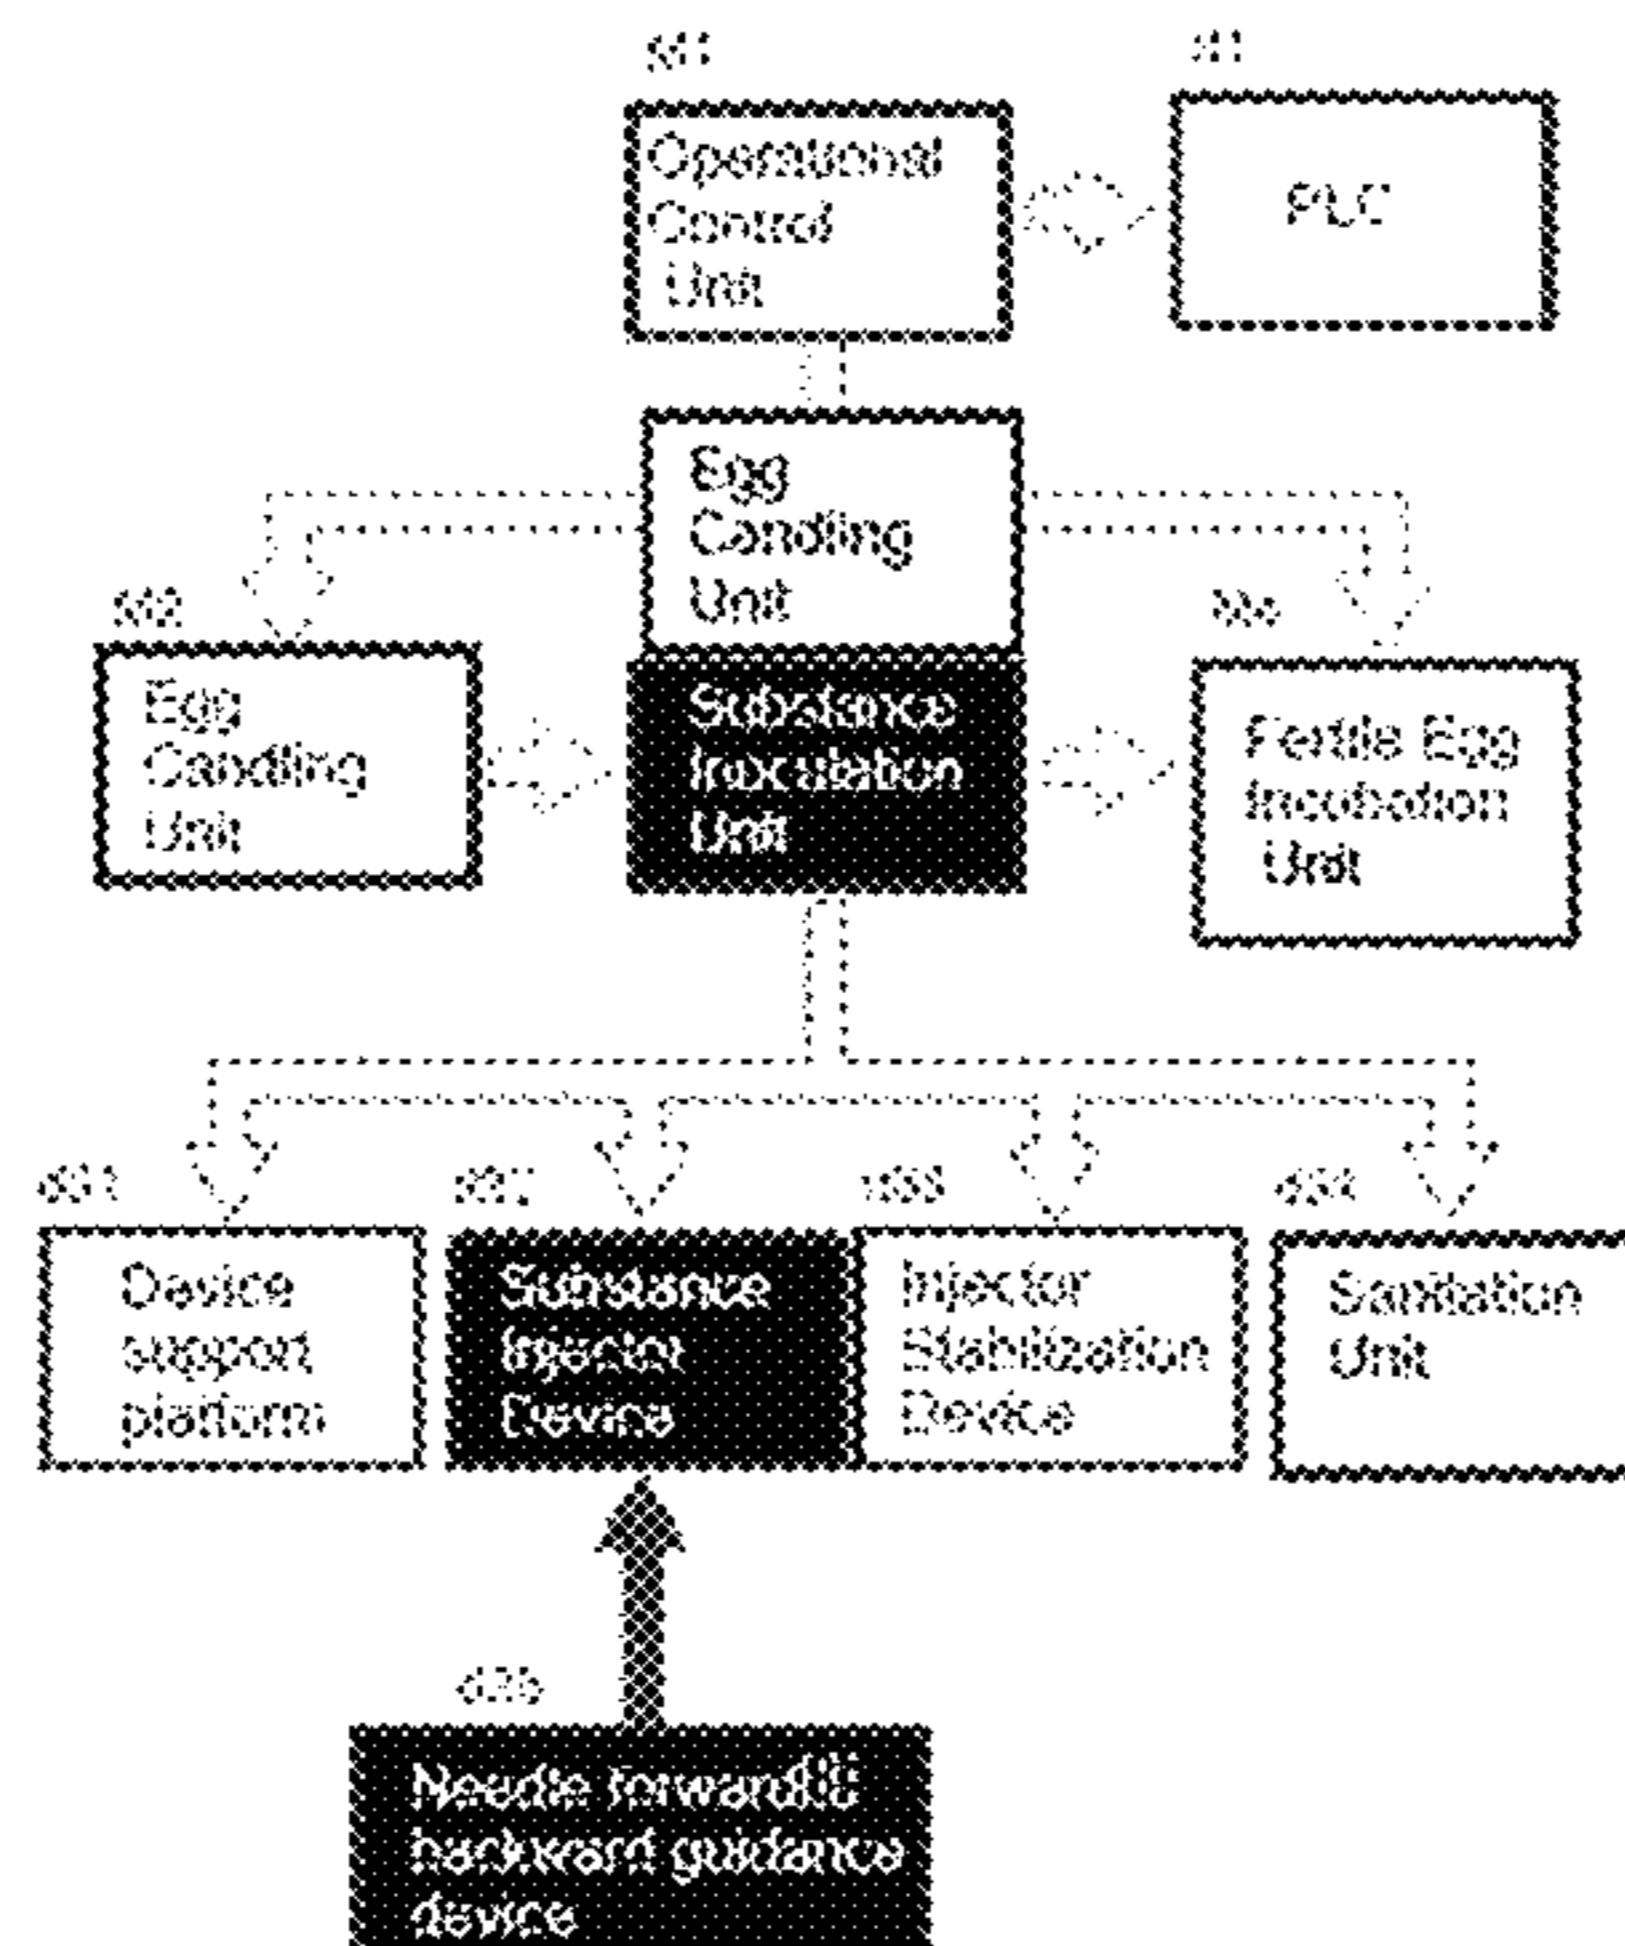 Operational
Control
Unit
PLC
Egg
Candling
Unit
Egg
Candling
Unit
Substance
Inoculation
Unit
Fertile Egg
Incubation
Unit
Device
support
platform
Substance
Injector
Device
Injector
Stabilization
Device
Sanitation
Unit
Needle forward
backward guidance
device